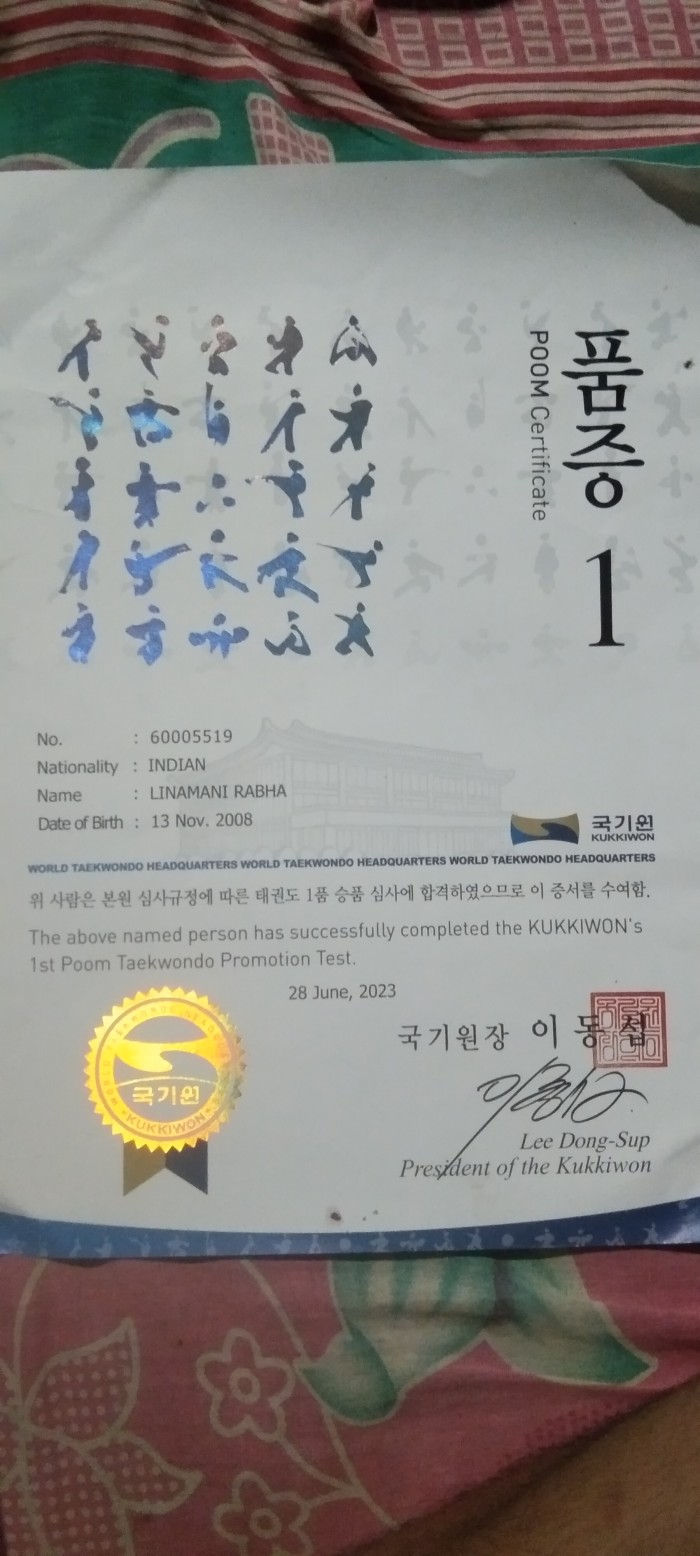 품증 1
POOM Certificate
No. : 60005519
Nationality : INDIAN
Name : LINAMANI RABHA
Date of Birth : 13 Nov. 2008
국기원
KUKKIWON
WORLD TAEKWONDO HEADQUARTERS WORLD TAEKWONDO HEADQUARTERS WORLD TAEKWONDO HEADQUARTERS
위 사람은 본원 심사규정에 따른 태권도 1품 승품 심사에 합격하였으므로 이 증서를 수여함.
The above named person has successfully completed the KUKKIWON's
1st Poom Taekwondo Promotion Test.
28 June, 2023
국기원장 이동섭
Lee Dong-Sup
President of the Kukkiwon
국기원
KUKKIWON